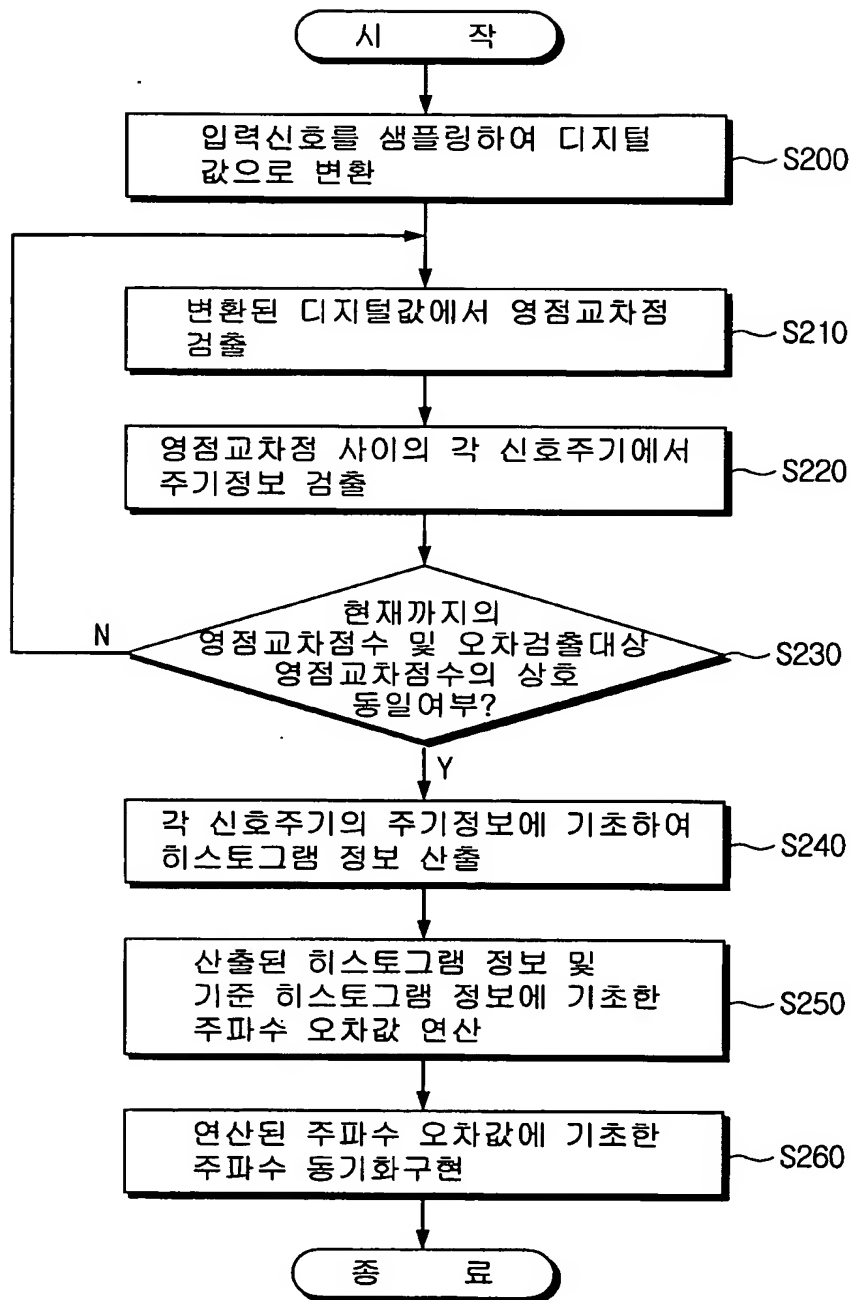 시 작
입력신호를 샘플링하여 디지털
값으로 변환
S200
변환된 디지털값에서 영점교차점
검출
S210
영점교차점 사이의 각 신호주기에서
주기정보 검출
S220
현재까지의
영점교차점수 및 오차검출대상
영점교차점수의 상호
동일여부?
N
S230
Y
각 신호주기의 주기정보에 기초하여
히스토그램 정보 산출
S240
산출된 히스토그램 정보 및
기준 히스토그램 정보에 기초한
주파수 오차값 연산
S250
연산된 주파수 오차값에 기초한
주파수 동기화구현
S260
종 료